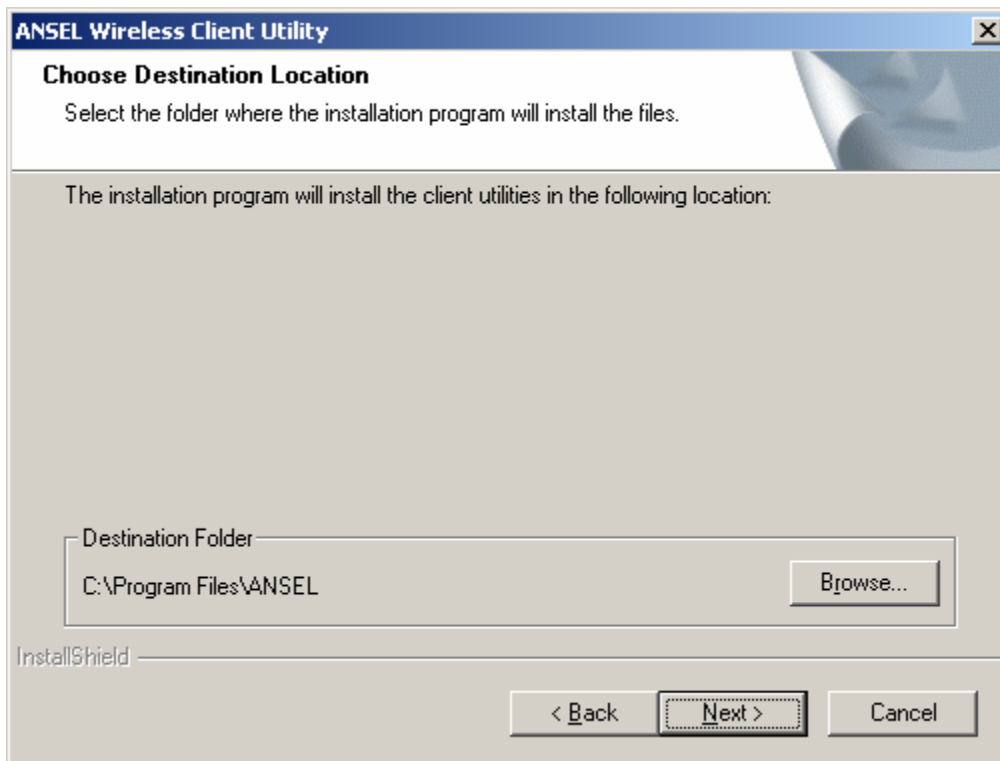 ANSEL Wireless Client Utility
Choose Destination Location
Select the folder where the installation program will install the files.
The installation program will install the client utilities in the following location:
Destination Folder
C:\Program Files\ANSEL
Browse...
InstallShield
< Back
Next >
Cancel